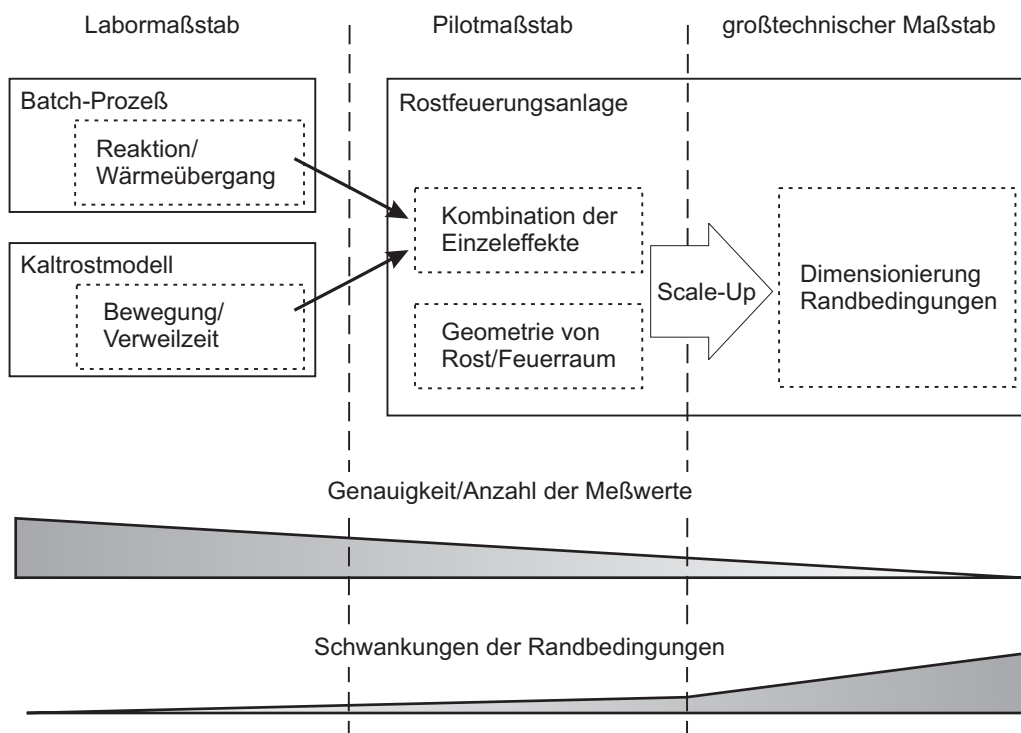 Labormaßstab
Pilotmaßstab
großtechnischer Maßstab
Batch-Prozeß
Reaktion/
Wärmeübergang
Kaltrostmodell
Bewegung/
Verweilzeit
Rostfeuerungsanlage
Kombination der
Einzeleffekte
Geometrie von
Rost/Feuerraum
Scale-Up
Dimensionierung
Randbedingungen
Genauigkeit/Anzahl der Meßwerte
Schwankungen der Randbedingungen